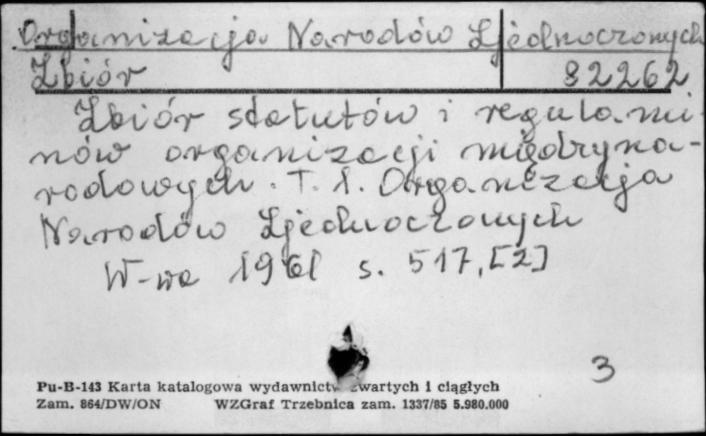 Organizacja Narodów Zjednoczonych
Zbiór 82262
Zbiór statutów i regulami-
nów organizacji międzyna-
rodowych. T. 1. Organizacja
Narodów Zjednoczonych
W-wa 1961 s. 517, [2]
3
Pu-B-143 Karta katalogowa wydawnictw zwartych i ciągłych
Zam. 864/DW/ON WZGraf Trzebnica zam. 1337/85 5.980.000